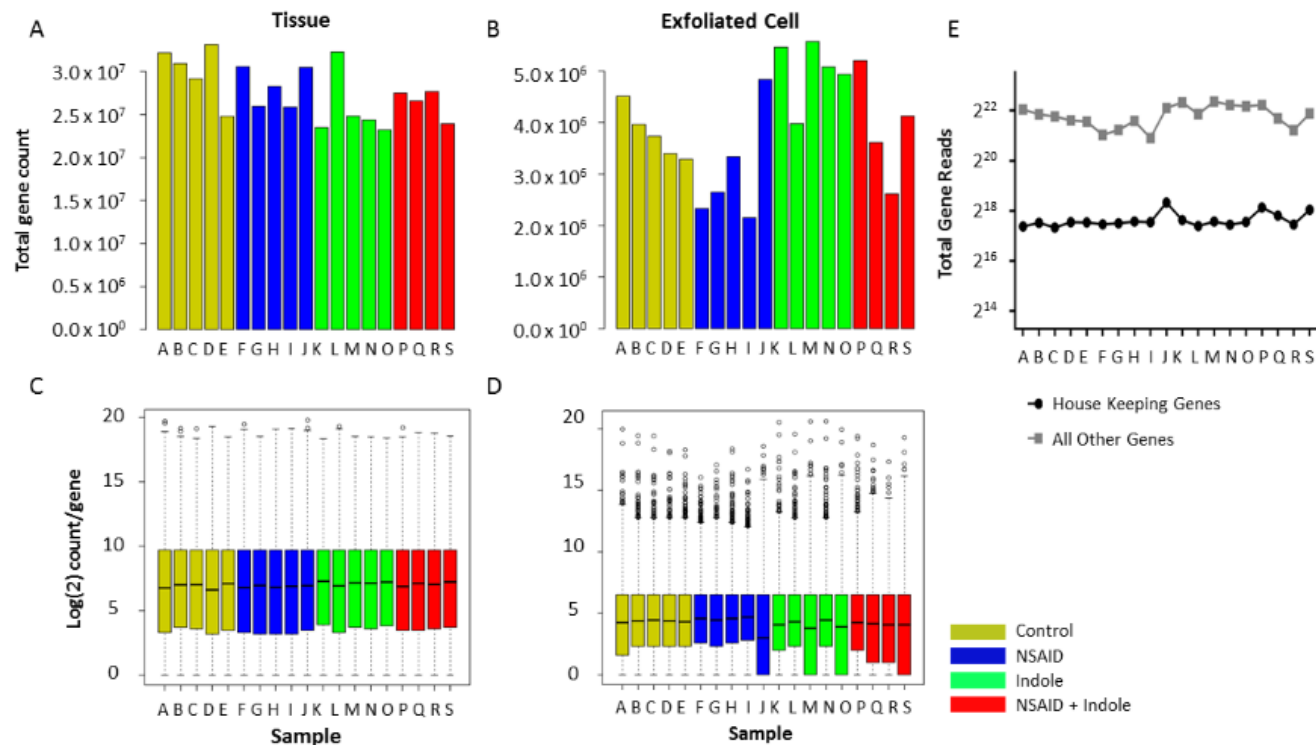 Tissue
A
Total gene count
3.0 x 10⁷
2.5 x 10⁷
2.0 x 10⁷
1.5 x 10⁷
1.0 x 10⁷
0.5 x 10⁶
0.0 x 10⁰
A B C D E F G H I J K L M N O P Q R S
Exfoliated Cell
B
5.0 x 10⁶
4.0 x 10⁶
3.0 x 10⁶
2.0 x 10⁶
1.0 x 10⁶
0.0 x 10⁰
A B C D E F G H I J K L M N O P Q R S
E
Total Gene Reads
2²²
2²⁰
2¹⁸
2¹⁶
2¹⁴
A B C D E F G H I J K L M N O P Q R S
House Keeping Genes
All Other Genes
C
Log(2) count/gene
20
15
10
5
0
A B C D E F G H I J K L M N O P Q R S
Sample
D
20
15
10
5
0
A B C D E F G H I J K L M N O P Q R S
Sample
Control
NSAID
Indole
NSAID + Indole